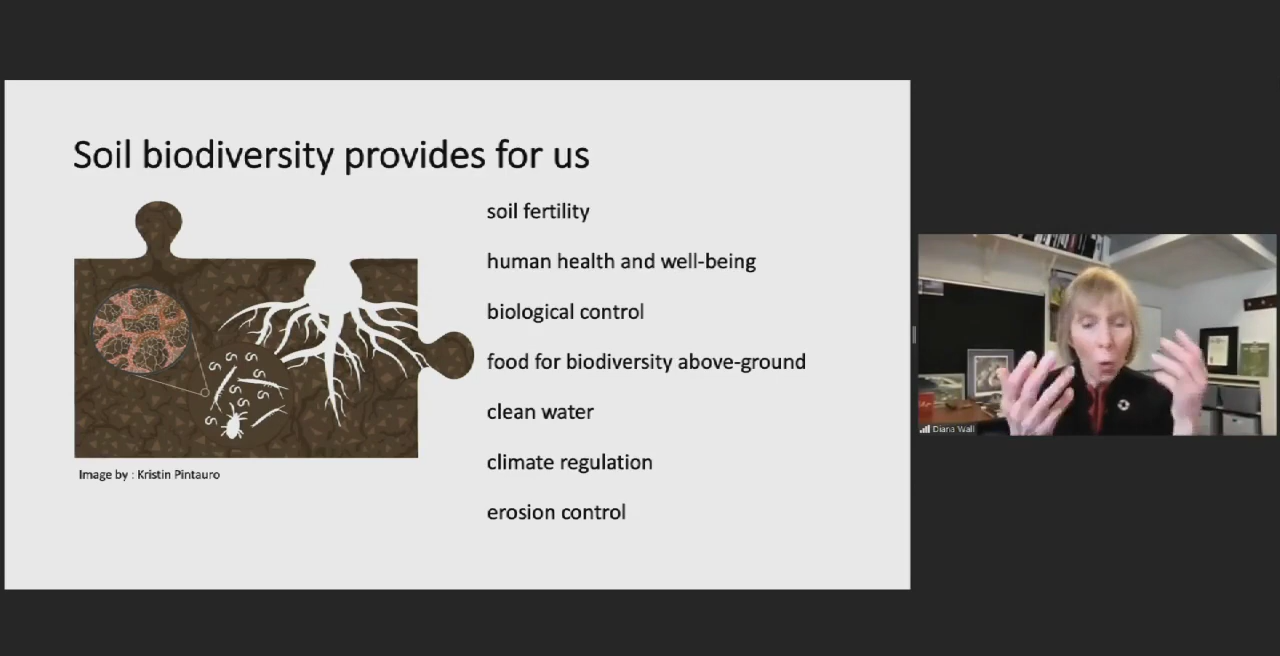 Soil biodiversity provides for us
soil fertility
human health and well-being
biological control
food for biodiversity above-ground
clean water
climate regulation
erosion control
Image by : Kristin Pintauro
Diana Wall